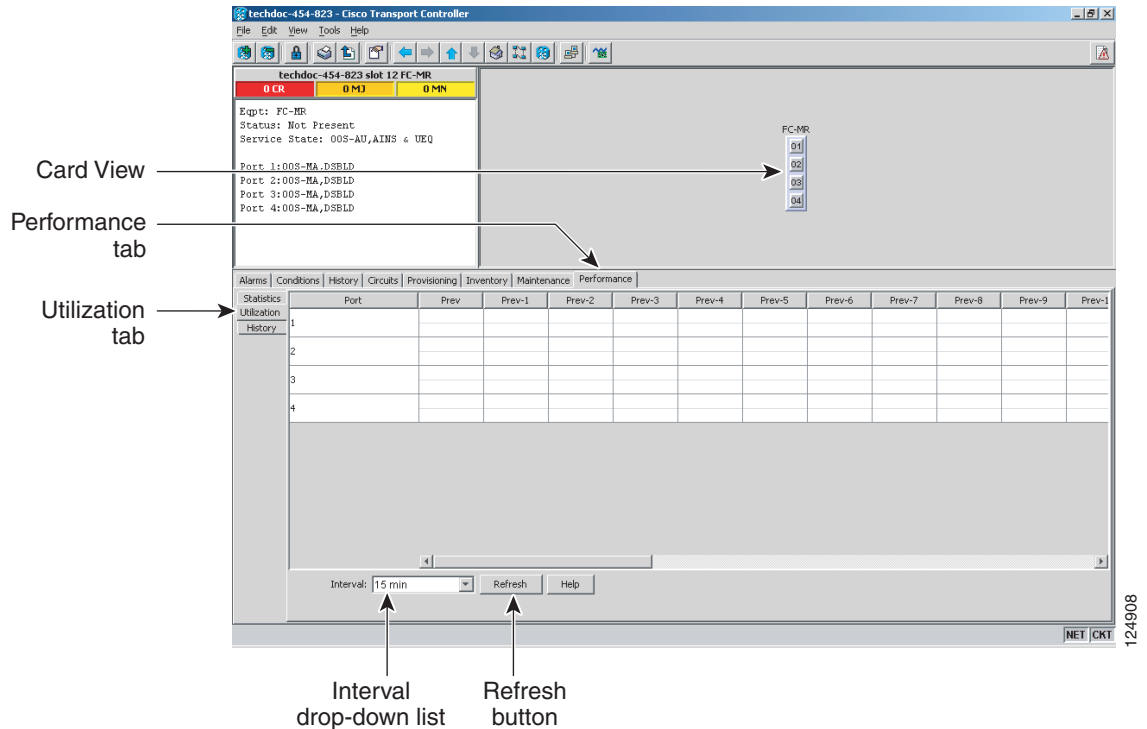 techdoc-454-823 - Cisco Transport Controller
File Edit View Tools Help
techdoc-454-823 slot 12 FC-MR
0 CR 0 MJ 0 MN
Eqpt: FC-MR
Status: Not Present
Service State: OOS-AU,AINS & UEQ
Port 1:OOS-MA,DSBLD
Port 2:OOS-MA,DSBLD
Port 3:OOS-MA,DSBLD
Port 4:OOS-MA,DSBLD
FC-MR
01
02
03
04
Card View
Performance
tab
Utilization
tab
Alarms Conditions History Circuits Provisioning Inventory Maintenance Performance
Statistics
Utilization
History
Port Prev Prev-1 Prev-2 Prev-3 Prev-4 Prev-5 Prev-6 Prev-7 Prev-8 Prev-9 Prev-1
1
2
3
4
Interval: 15 min Refresh Help
NET CKT
124908
Interval
drop-down list
Refresh
button